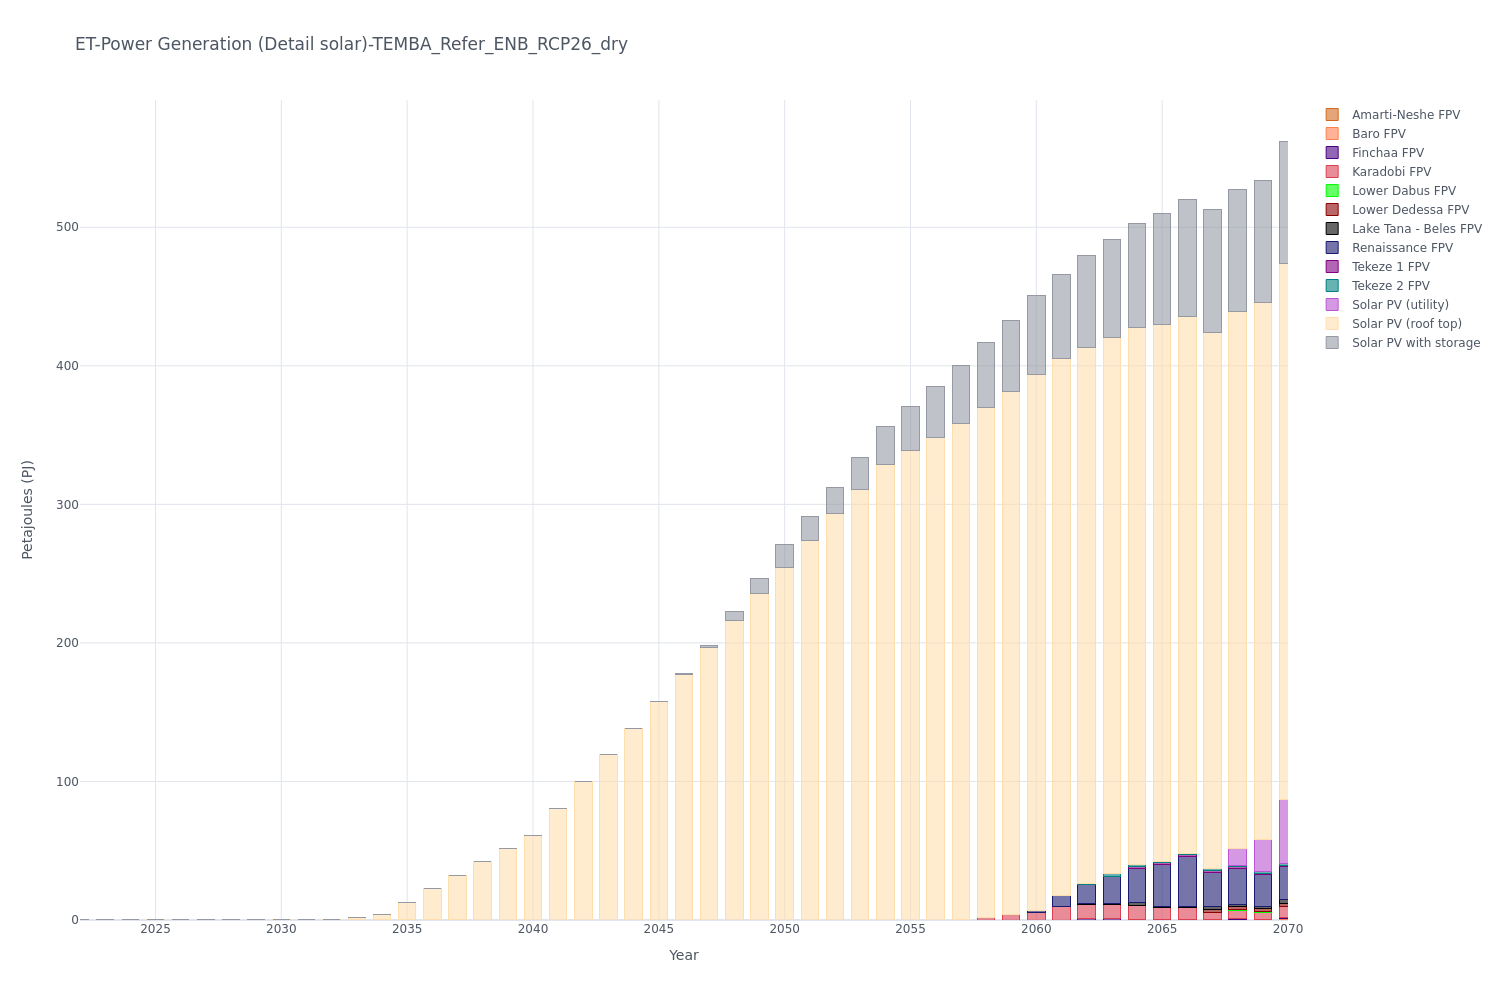 ET-Power Generation (Detail solar)-TEMBA_Refer_ENB_RCP26_dry
Petajoules (PJ)
500
400
300
200
100
0
2025 2030 2035 2040 2045 2050 2055 2060 2065 2070
Year
Amarti-Neshe FPV
Baro FPV
Finchaa FPV
Karadobi FPV
Lower Dabus FPV
Lower Dedessa FPV
Lake Tana - Beles FPV
Renaissance FPV
Tekeze 1 FPV
Tekeze 2 FPV
Solar PV (utility)
Solar PV (roof top)
Solar PV with storage